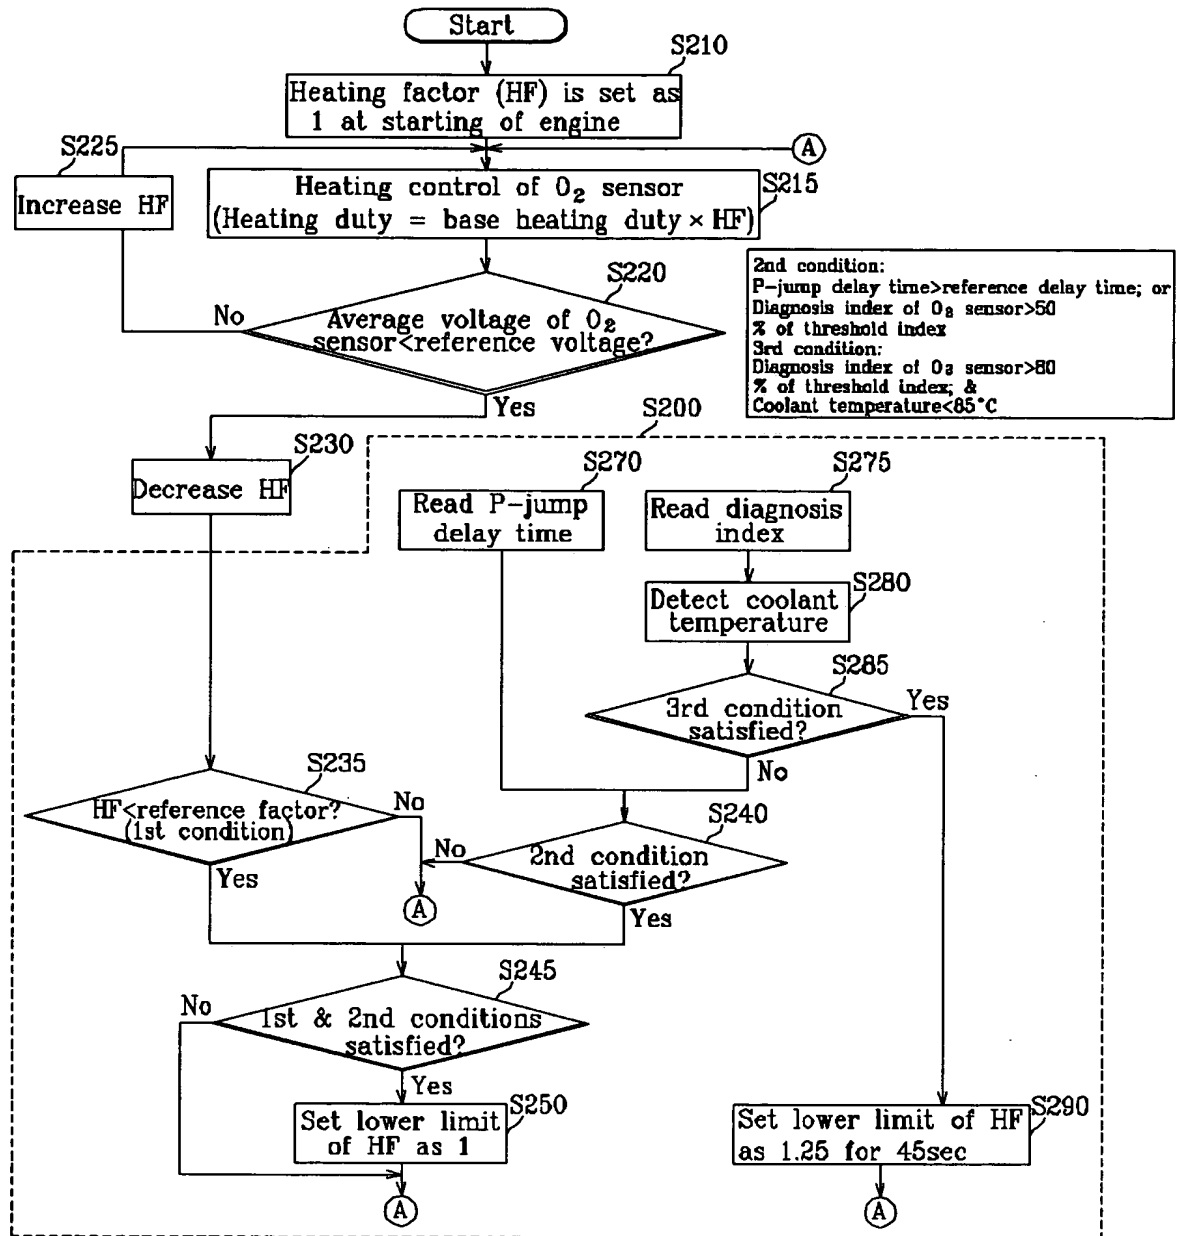 Start
S210
Heating factor (HF) is set as
1 at starting of engine
S225
A
Increase HF
Heating control of O2 sensor
(Heating duty = base heating duty × HF)
S215
S220
No
Average voltage of O2
sensor<reference voltage?
Yes
2nd condition:
P-jump delay time>reference delay time; or
Diagnosis index of O2 sensor>50
% of threshold index
3rd condition:
Diagnosis index of O2 sensor>80
% of threshold index; &
Coolant temperature<85°C
S200
S230
Decrease HF
S270
Read P-jump
delay time
S275
Read diagnosis
index
S280
Detect coolant
temperature
S285
3rd condition
satisfied?
Yes
No
S235
HF<reference factor?
(1st condition)
No
Yes
S240
No
2nd condition
satisfied?
Yes
A
S245
No
1st & 2nd conditions
satisfied?
Yes
S250
Set lower limit
of HF as 1
A
S290
Set lower limit of HF
as 1.25 for 45sec
A